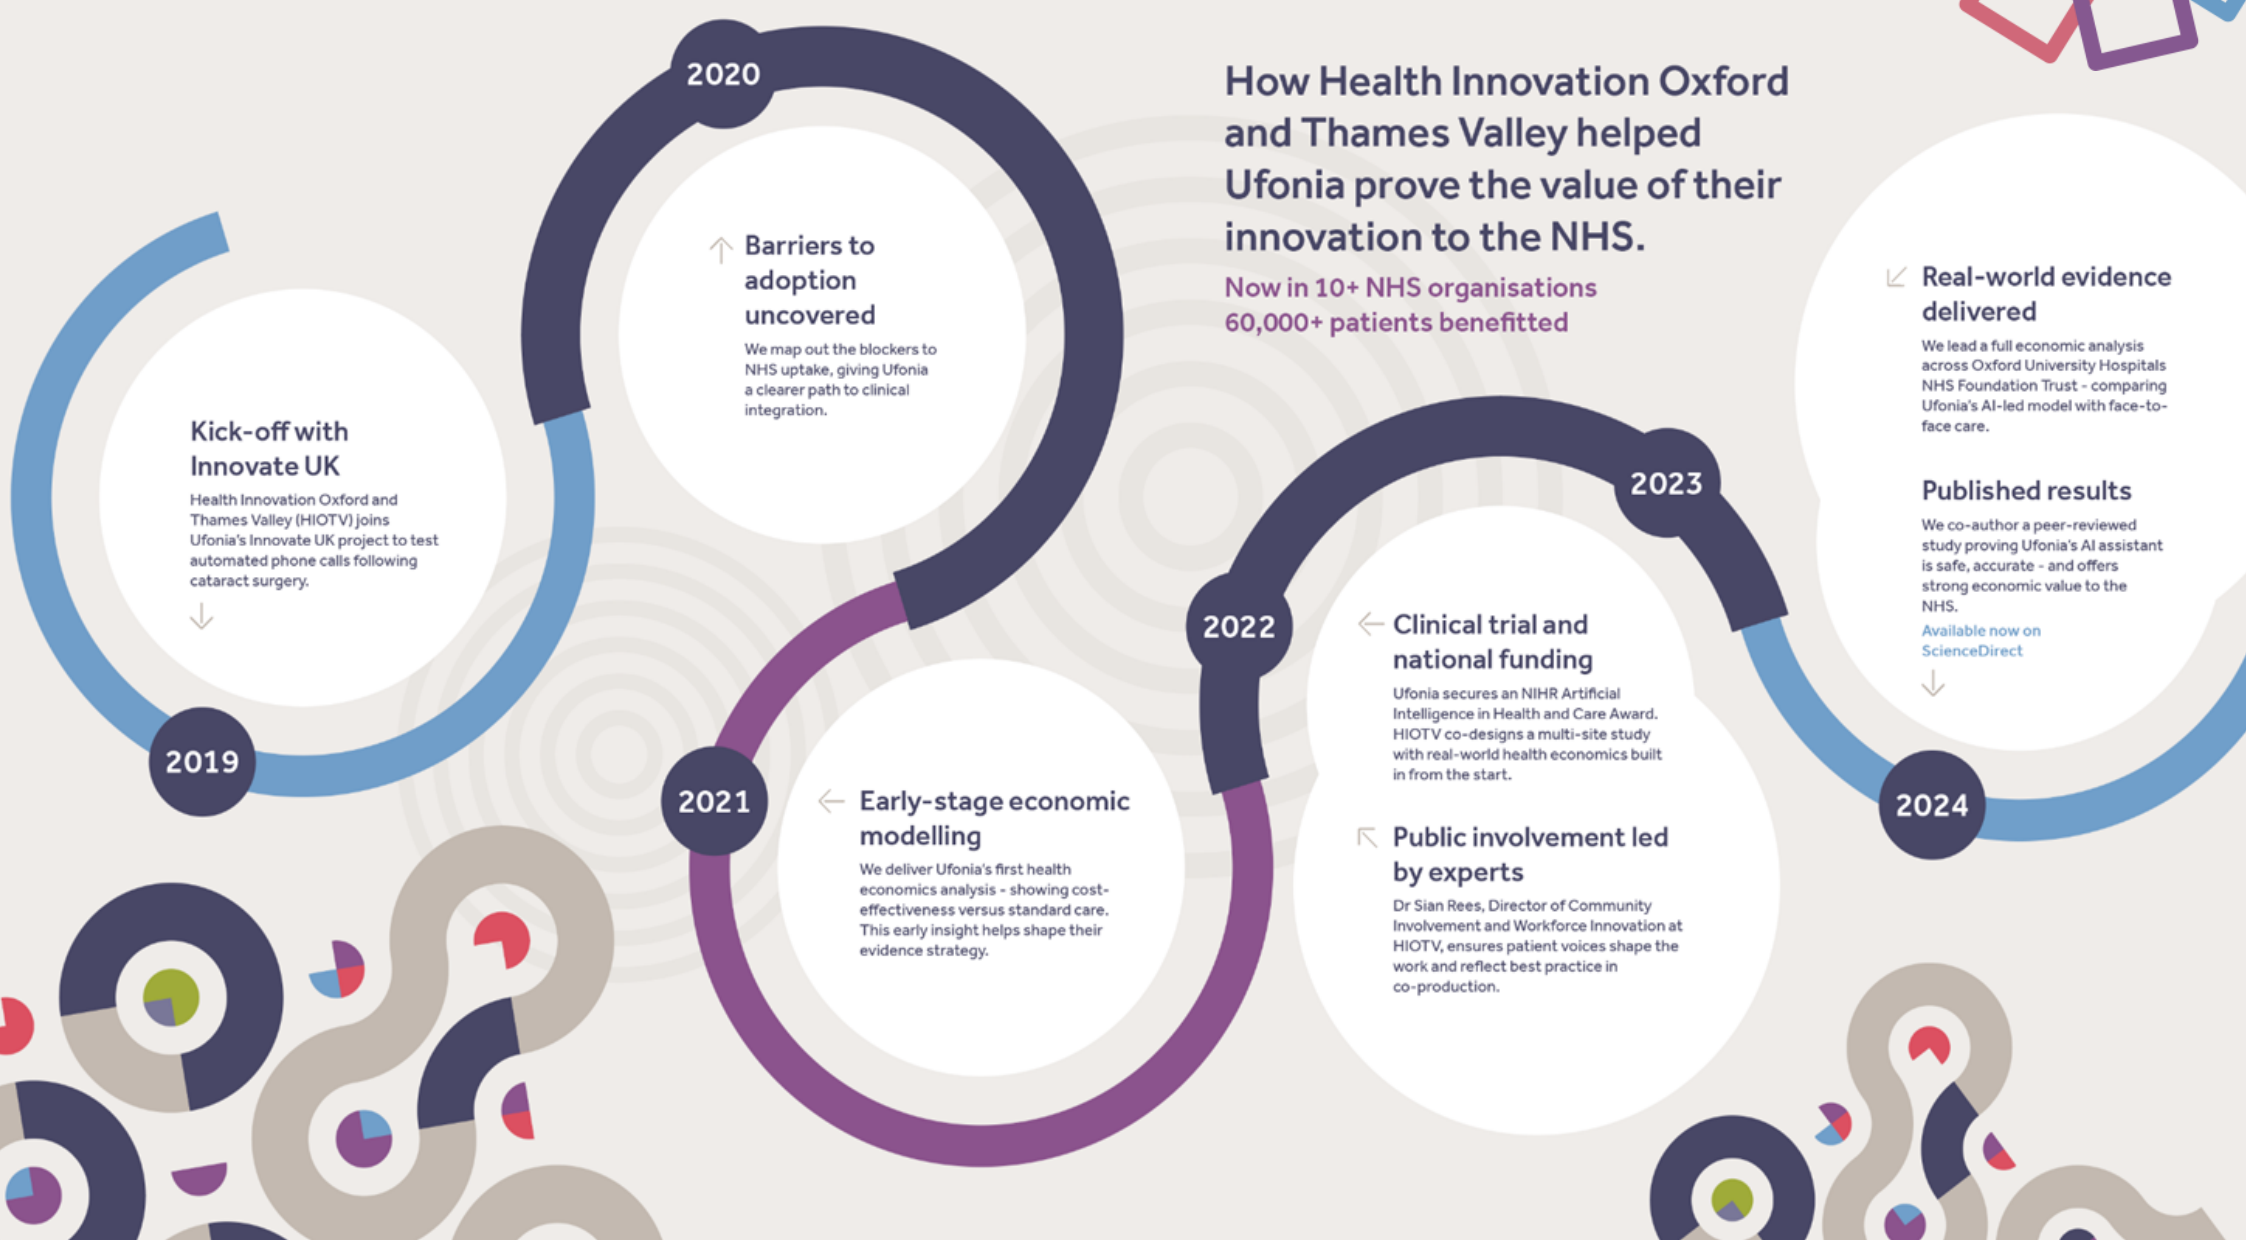 How Health Innovation Oxford
and Thames Valley helped
Ufonia prove the value of their
innovation to the NHS.
Now in 10+ NHS organisations
60,000+ patients benefitted
Kick-off with
Innovate UK
Health Innovation Oxford and
Thames Valley (HIOTV) joins
Ufonia's Innovate UK project to test
automated phone calls following
cataract surgery.
2019
2020
Barriers to
adoption
uncovered
We map out the blockers to
NHS uptake, giving Ufonia
a clearer path to clinical
integration.
2021
Early-stage economic
modelling
We deliver Ufonia's first health
economics analysis - showing cost-
effectiveness versus standard care.
This early insight helps shape their
evidence strategy.
2022
Clinical trial and
national funding
Ufonia secures an NIHR Artificial
Intelligence in Health and Care Award.
HIOTV co-designs a multi-site study
with real-world health economics built
in from the start.
Public involvement led
by experts
Dr Sian Rees, Director of Community
Involvement and Workforce Innovation at
HIOTV, ensures patient voices shape the
work and reflect best practice in
co-production.
2023
Real-world evidence
delivered
We lead a full economic analysis
across Oxford University Hospitals
NHS Foundation Trust - comparing
Ufonia's AI-led model with face-to-
face care.
Published results
We co-author a peer-reviewed
study proving Ufonia's AI assistant
is safe, accurate - and offers
strong economic value to the
NHS.
Available now on
ScienceDirect
2024